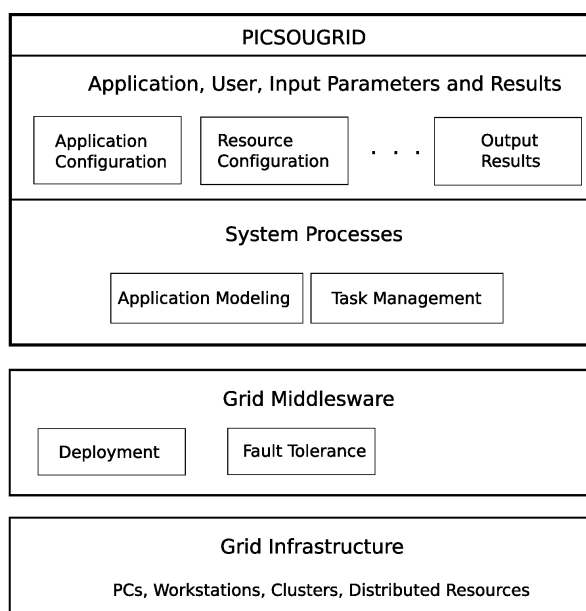 PICSOUGRID
Application, User, Input Parameters and Results
Application
Configuration
Resource
Configuration
. . .
Output
Results
System Processes
Application Modeling
Task Management
Grid Middlesware
Deployment
Fault Tolerance
Grid Infrastructure
PCs, Workstations, Clusters, Distributed Resources